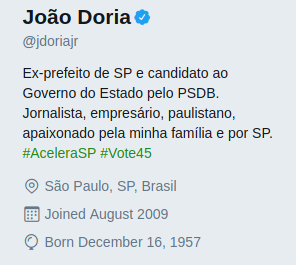 João Doria
@jdoriajr
Ex-prefeito de SP e candidato ao
Governo do Estado pelo PSDB.
Jornalista, empresário, paulistano,
apaixonado pela minha família e por SP.
#AceleraSP #Vote45
São Paulo, SP, Brasil
Joined August 2009
Born December 16, 1957